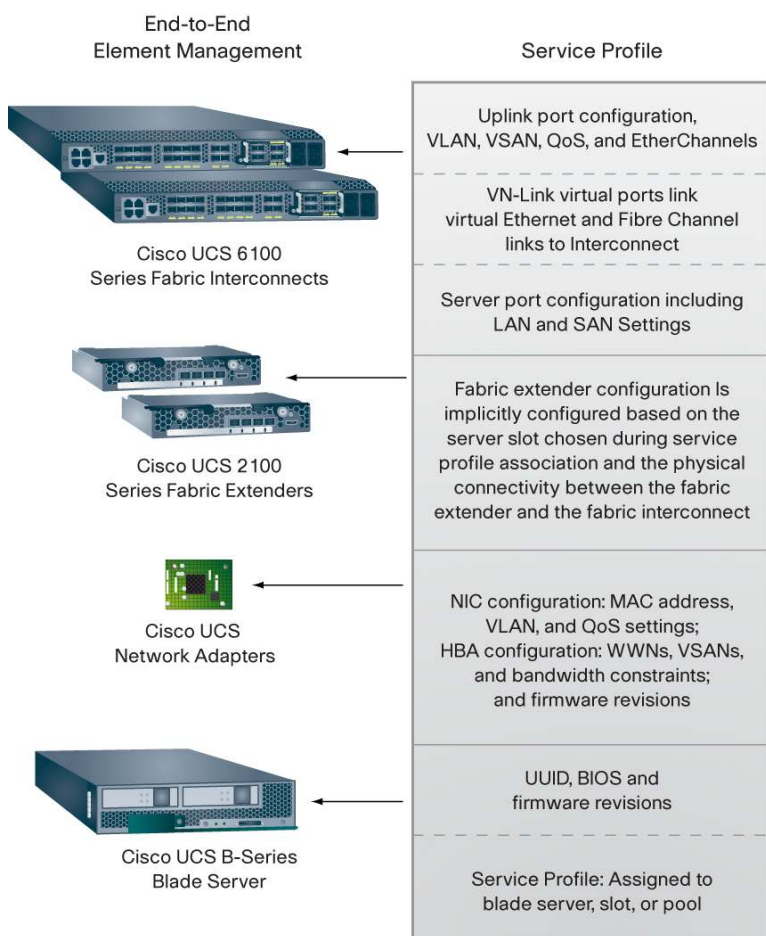 End-to-End
Element Management
Service Profile
Uplink port configuration,
VLAN, VSAN, QoS, and EtherChannels
VN-Link virtual ports link
virtual Ethernet and Fibre Channel
links to Interconnect
Cisco UCS 6100
Series Fabric Interconnects
Server port configuration including
LAN and SAN Settings
Fabric extender configuration Is
implicitly configured based on the
server slot chosen during service
profile association and the physical
connectivity between the fabric
extender and the fabric interconnect
Cisco UCS 2100
Series Fabric Extenders
NIC configuration: MAC address,
VLAN, and QoS settings;
HBA configuration: WWNs, VSANs,
and bandwidth constraints;
and firmware revisions
Cisco UCS
Network Adapters
UUID, BIOS and
firmware revisions
Cisco UCS B-Series
Blade Server
Service Profile: Assigned to
blade server, slot, or pool